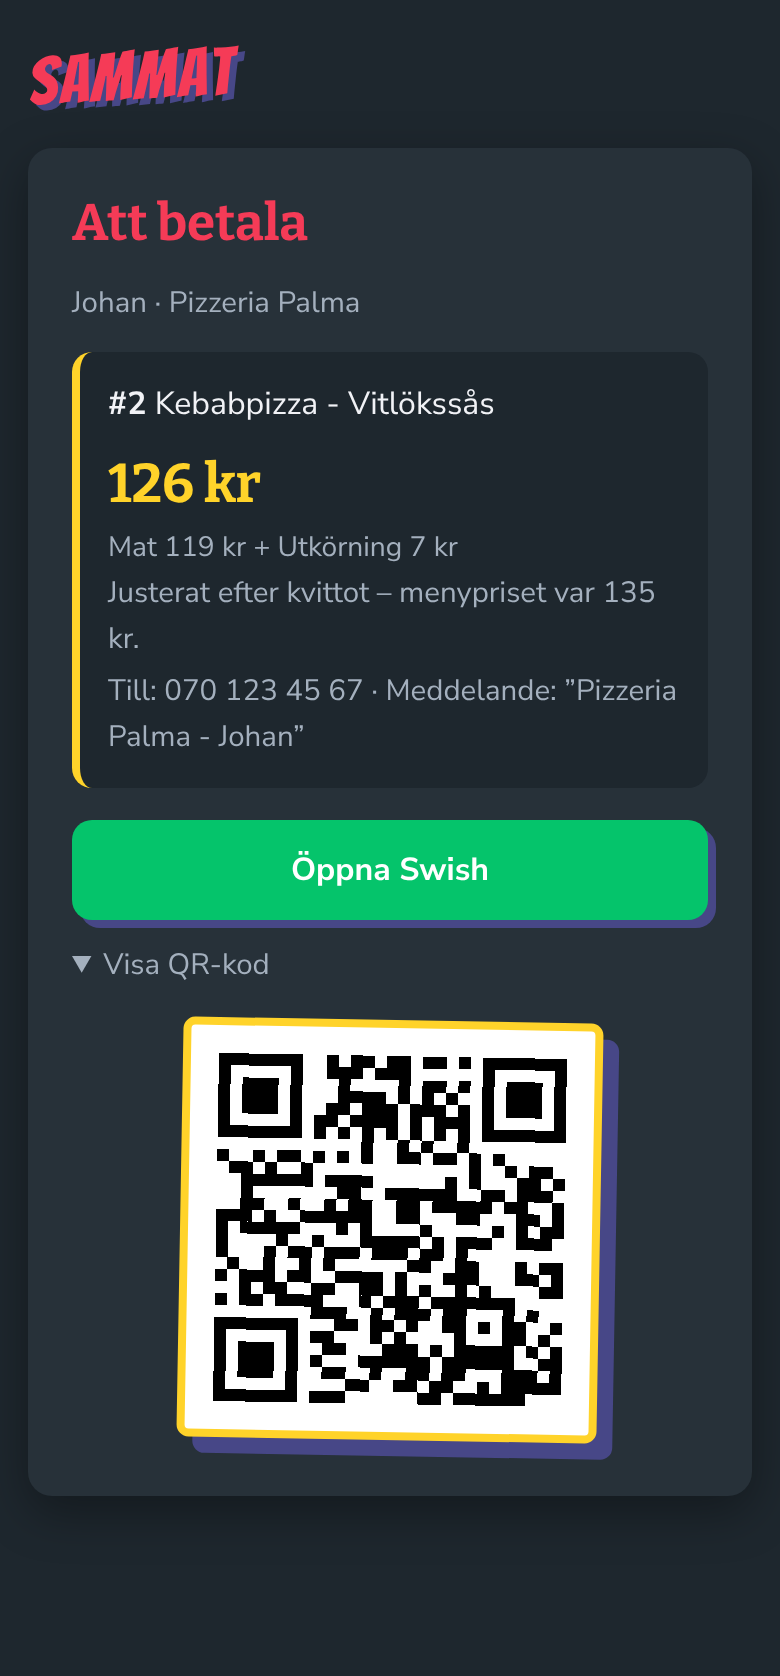 SAMMAT
Att betala
Johan · Pizzeria Palma
#2 Kebabpizza - Vitlökssås
126 kr
Mat 119 kr + Utkörning 7 kr
Justerat efter kvittot – menypriset var 135
kr.
Till: 070 123 45 67 · Meddelande: ”Pizzeria
Palma - Johan”
Öppna Swish
▼ Visa QR-kod